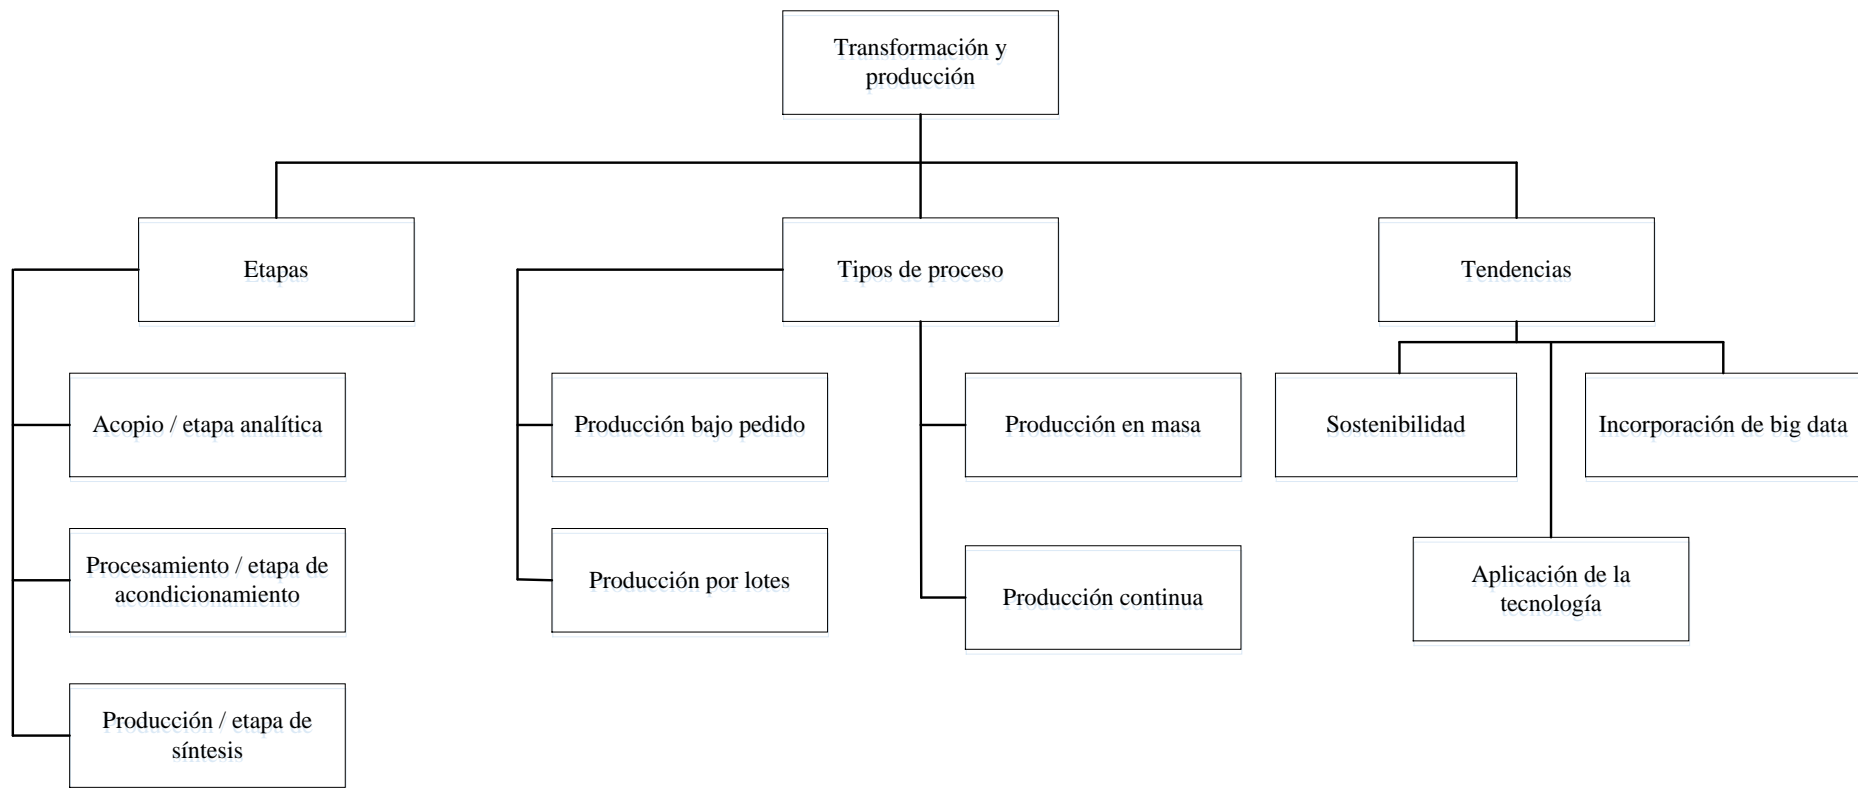 Transformación y
producción
Etapas
Tipos de proceso
Tendencias
Acopio / etapa analítica
Producción bajo pedido
Producción en masa
Sostenibilidad
Incorporación de big data
Procesamiento / etapa de
acondicionamiento
Producción por lotes
Producción continua
Aplicación de la
tecnología
Producción / etapa de
síntesis